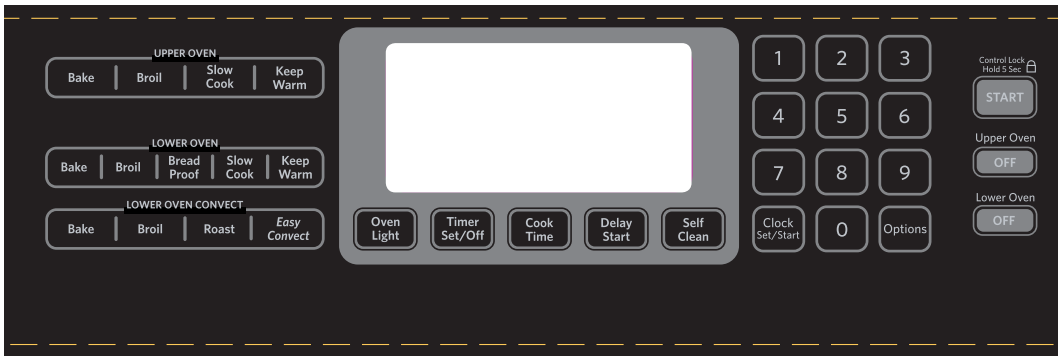 UPPER OVEN
Bake Broil Slow Cook Keep Warm
LOWER OVEN
Bake Broil Bread Proof Slow Cook Keep Warm
LOWER OVEN CONVECT
Bake Broil Roast Easy Convect
Oven Light Timer Set/Off Cook Time Delay Start Self Clean
1 2 3
4 5 6
7 8 9
Clock Set/Start 0 Options
Control Lock
Hold 5 Sec
START
Upper Oven
OFF
Lower Oven
OFF